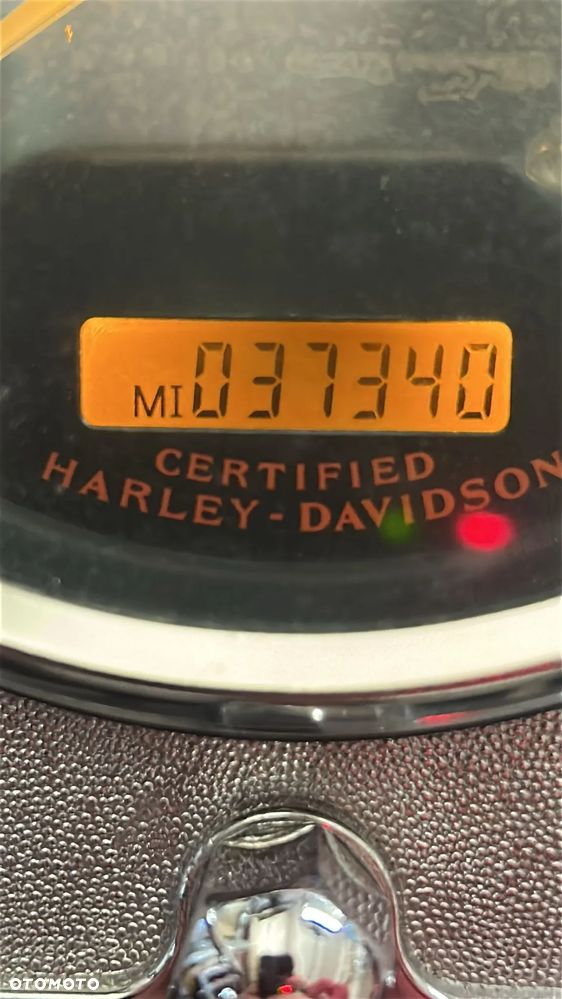 MI 037340
CERTIFIED
HARLEY-DAVIDSON
OTOMOTO